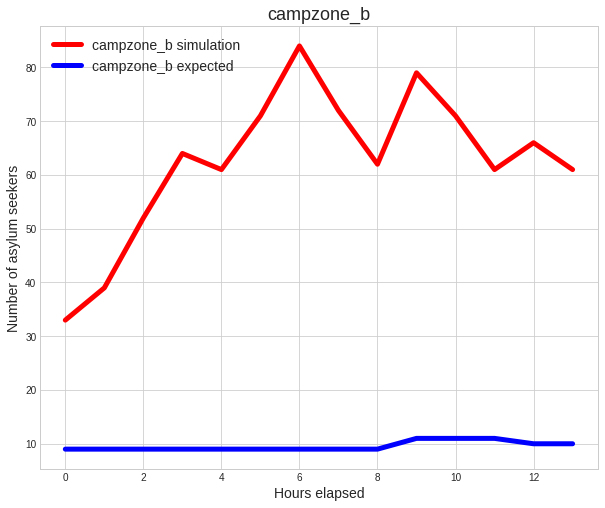 campzone_b
campzone_b simulation
campzone_b expected
Number of asylum seekers
80
70
60
50
40
30
20
10
0 2 4 6 8 10 12
Hours elapsed